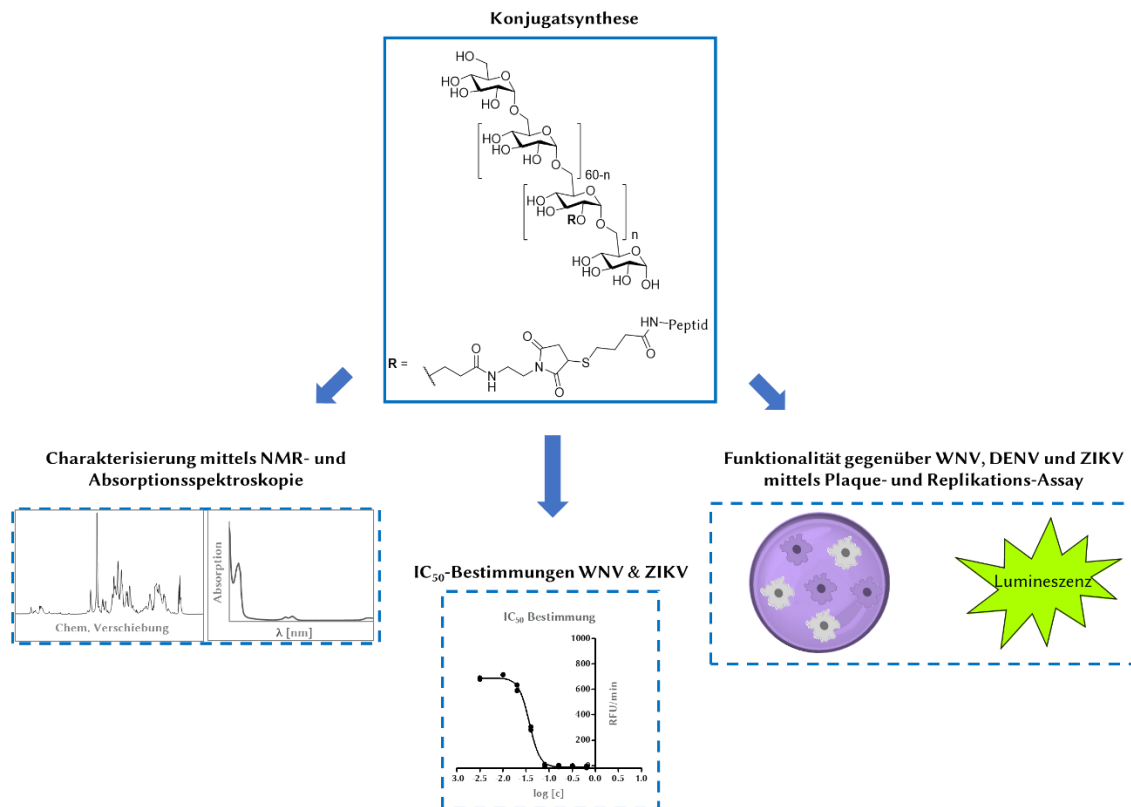 Konjugatsynthese
HO
O
HO
HO
HO
O
O
HO
HO
HO
O
60-n
O
HO
HO
RO
O
n
O
HO
HO
HO
OH
HN
Peptid
O
O
O
R =
N
H
N
S
O
O
Charakterisierung mittels NMR- und
Absorptionsspektroskopie
Absorption
Chem. Verschiebung
λ [nm]
IC50-Bestimmungen WNV & ZIKV
IC50 Bestimmung
1000
800
600
400
200
0
RFU/min
3.0 2.5 2.0 1.5 1.0 0.5 0.0 0.5 1.0
log [c]
Funktionalität gegenüber WNV, DENV und ZIKV
mittels Plaque- und Replikations-Assay
Lumineszenz